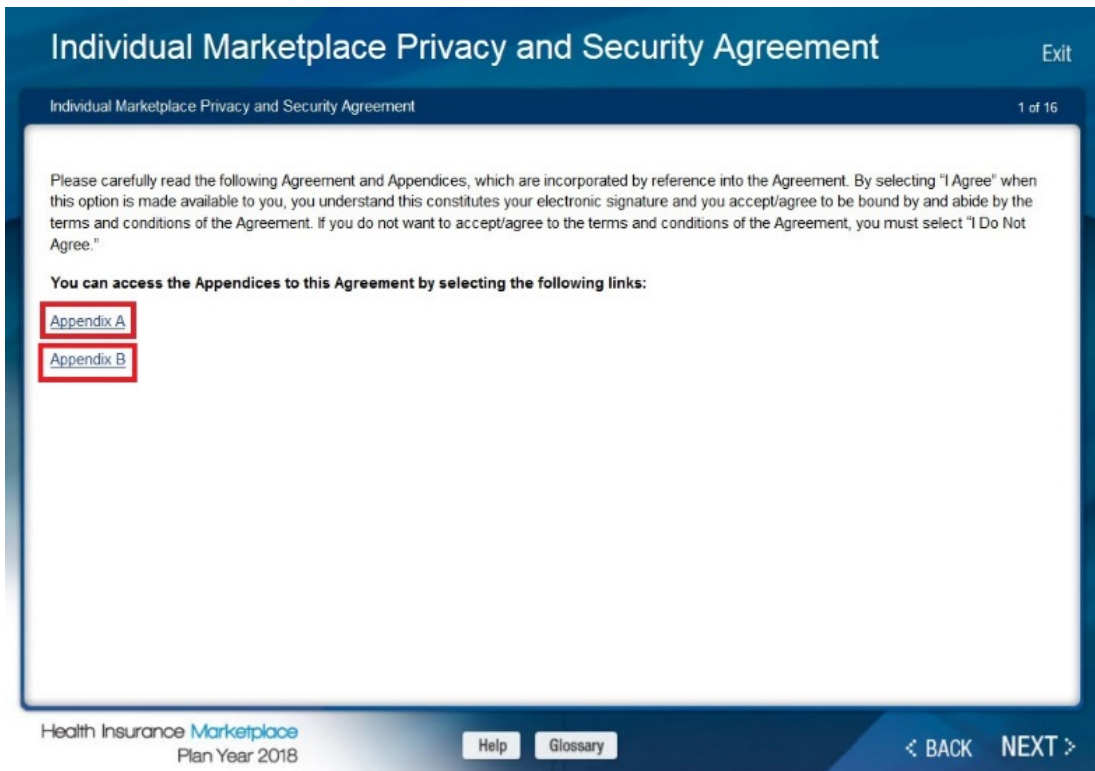 Individual Marketplace Privacy and Security Agreement
Exit
Individual Marketplace Privacy and Security Agreement
1 of 16
Please carefully read the following Agreement and Appendices, which are incorporated by reference into the Agreement. By selecting “I Agree” when
this option is made available to you, you understand this constitutes your electronic signature and you accept/agree to be bound by and abide by the
terms and conditions of the Agreement. If you do not want to accept/agree to the terms and conditions of the Agreement, you must select “I Do Not
Agree.”
You can access the Appendices to this Agreement by selecting the following links:
Appendix A
Appendix B
Health Insurance Marketplace
Plan Year 2018
Help
Glossary
< BACK
NEXT >